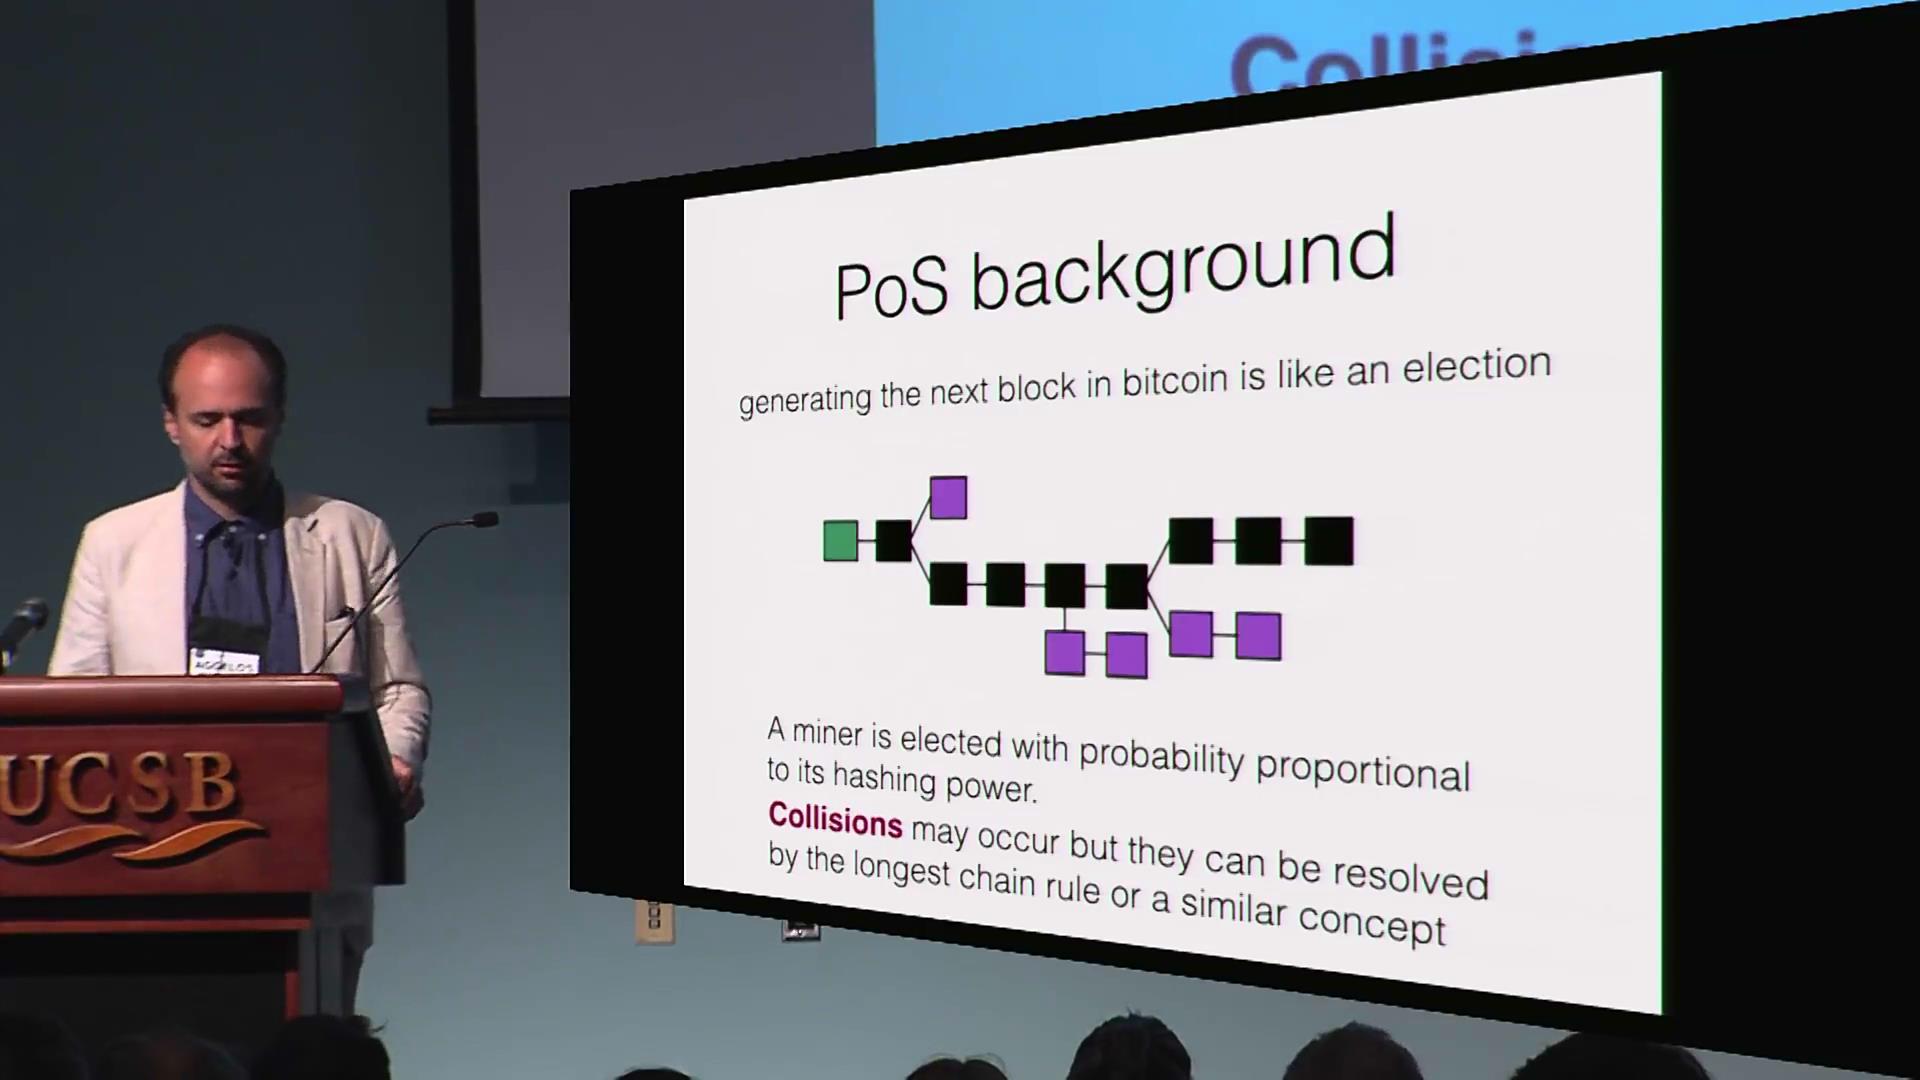 Collisi
PoS background
generating the next block in bitcoin is like an election
A miner is elected with probability proportional
to its hashing power.
Collisions may occur but they can be resolved
by the longest chain rule or a similar concept
AGGELOS
UCSB